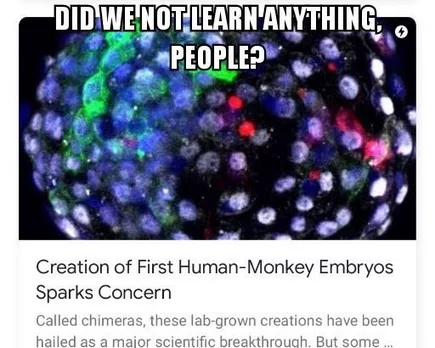 DID WE NOT LEARN ANYTHING,
PEOPLE?
Creation of First Human-Monkey Embryos
Sparks Concern
Called chimeras, these lab-grown creations have been
hailed as a major scientific breakthrough. But some ...